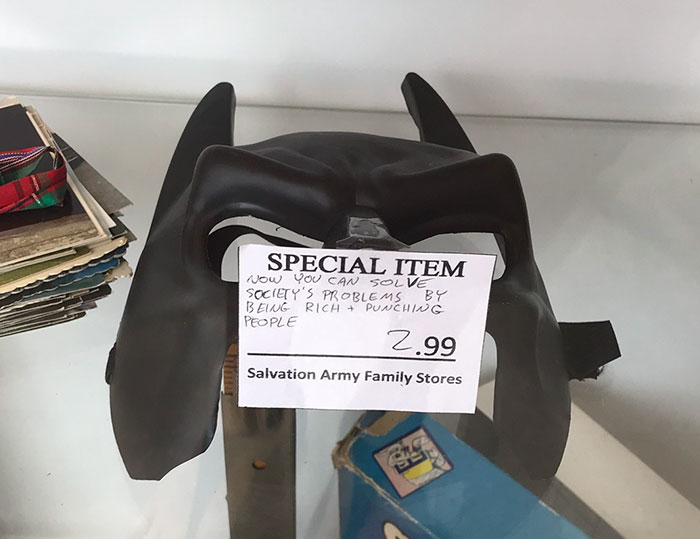 SPECIAL ITEM
NOW YOU CAN SOLVE
SOCIETY'S PROBLEMS BY
BEING RICH + PUNCHING
PEOPLE
2.99
Salvation Army Family Stores